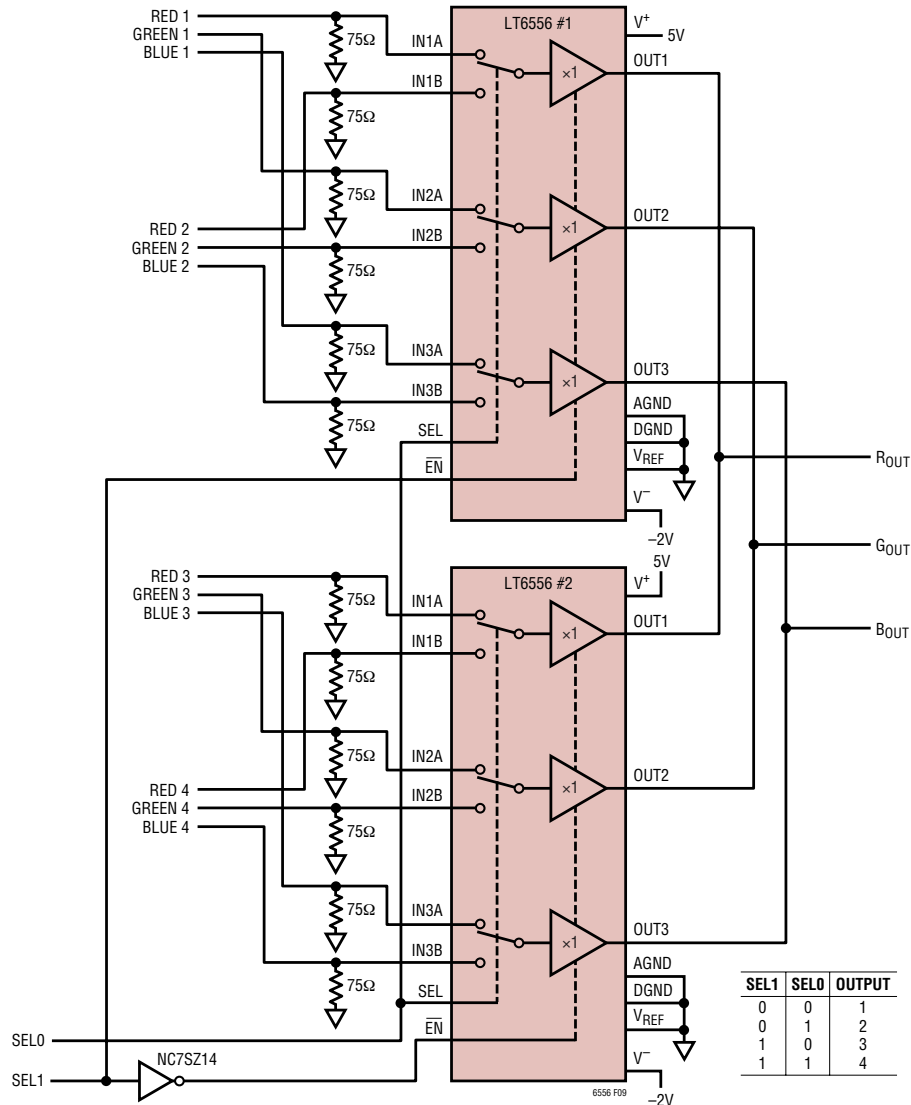 RED 1
GREEN 1
BLUE 1
75Ω
IN1A
LT6556 #1
V+
5V
×1
OUT1
IN1B
75Ω
75Ω
IN2A
×1
OUT2
RED 2
GREEN 2
BLUE 2
IN2B
75Ω
75Ω
IN3A
×1
OUT3
IN3B
75Ω
AGND
SEL
DGND
EN
VREF
V−
–2V
ROUT
GOUT
BOUT
RED 3
GREEN 3
BLUE 3
75Ω
IN1A
LT6556 #2
5V
V+
×1
OUT1
IN1B
75Ω
75Ω
IN2A
×1
OUT2
RED 4
GREEN 4
BLUE 4
IN2B
75Ω
75Ω
IN3A
×1
OUT3
IN3B
75Ω
AGND
SEL
DGND
EN
VREF
V−
–2V
SEL0
SEL1
NC7SZ14
6556 F09
SEL1 SEL0 OUTPUT
0 0 1
0 1 2
1 0 3
1 1 4